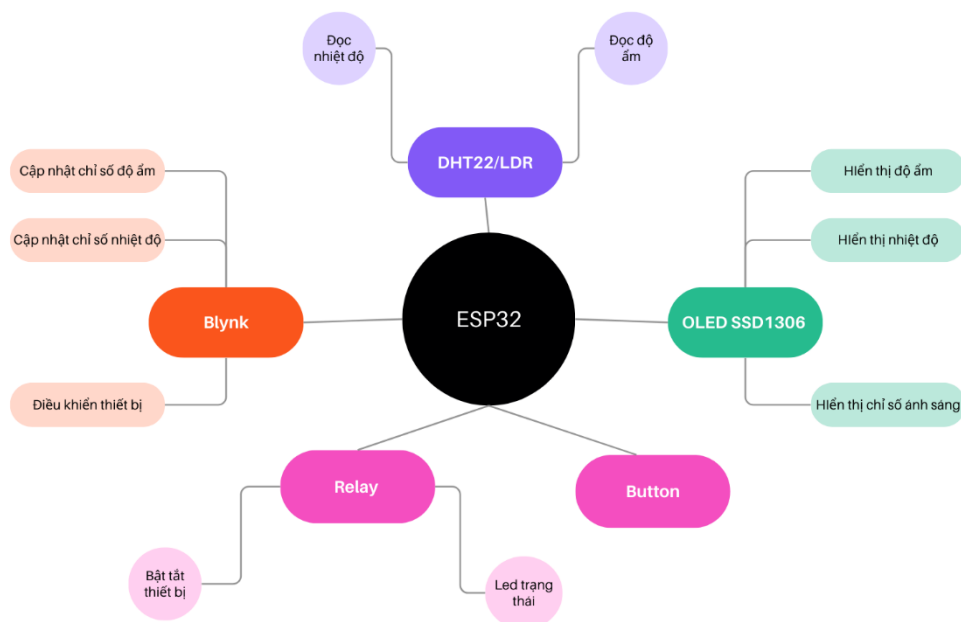 Đọc
nhiệt độ
Đọc độ
ẩm
DHT22/LDR
Cập nhật chỉ số độ ẩm
HIển thị độ ẩm
Cập nhật chỉ số nhiệt độ
HIển thị nhiệt độ
Blynk
ESP32
OLED SSD1306
Điều khiển thiết bị
HIển thị chỉ số ánh sáng
Relay
Button
Bật tắt
thiết bị
Led trạng
thái